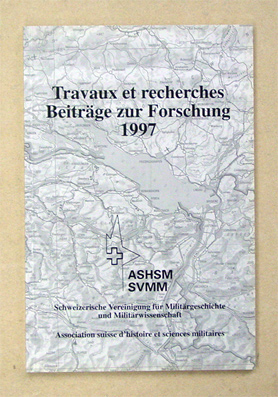 Travaux et recherches
Beiträge zur Forschung
1997
ASHSM
SVMM
Schweizerische Vereinigung für Militärgeschichte
und Militärwissenschaft
Association suisse d'histoire et sciences militaires